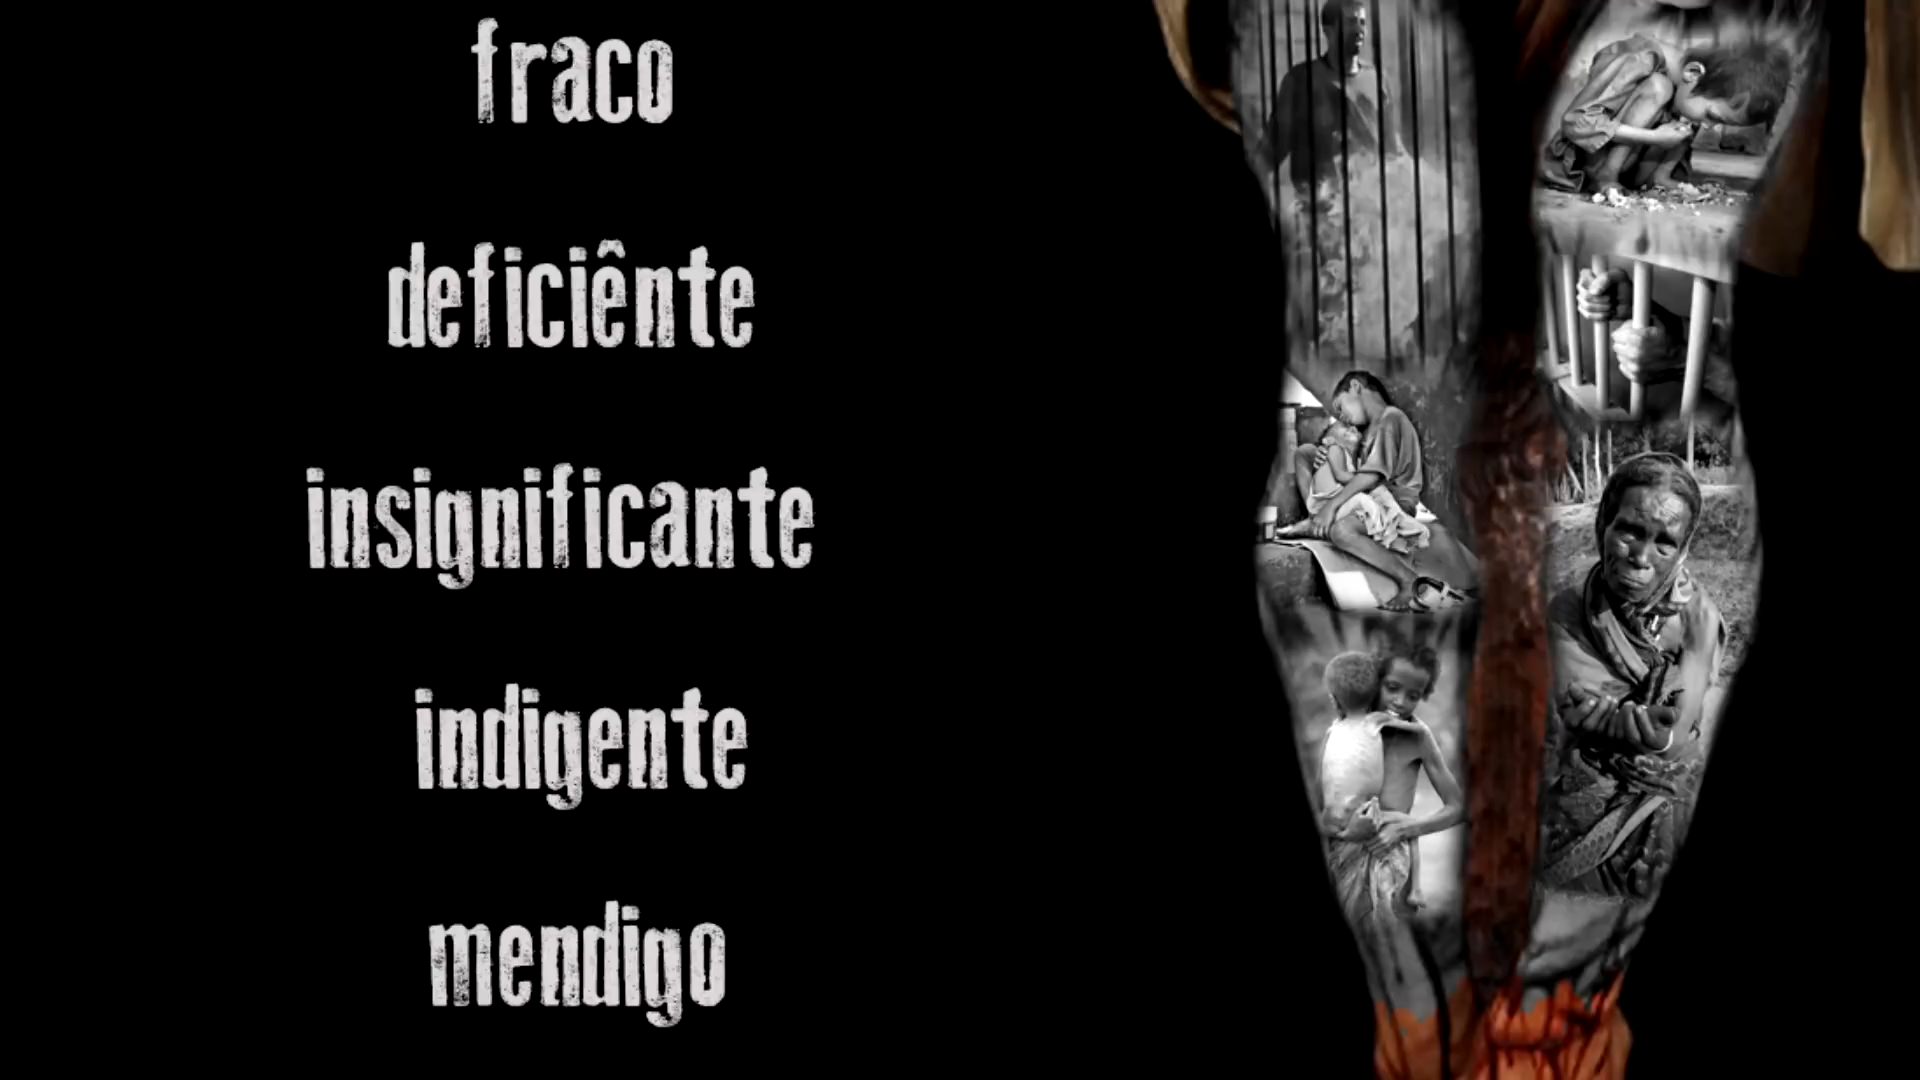 fraco
deficiênte
insignificante
indigente
mendigo